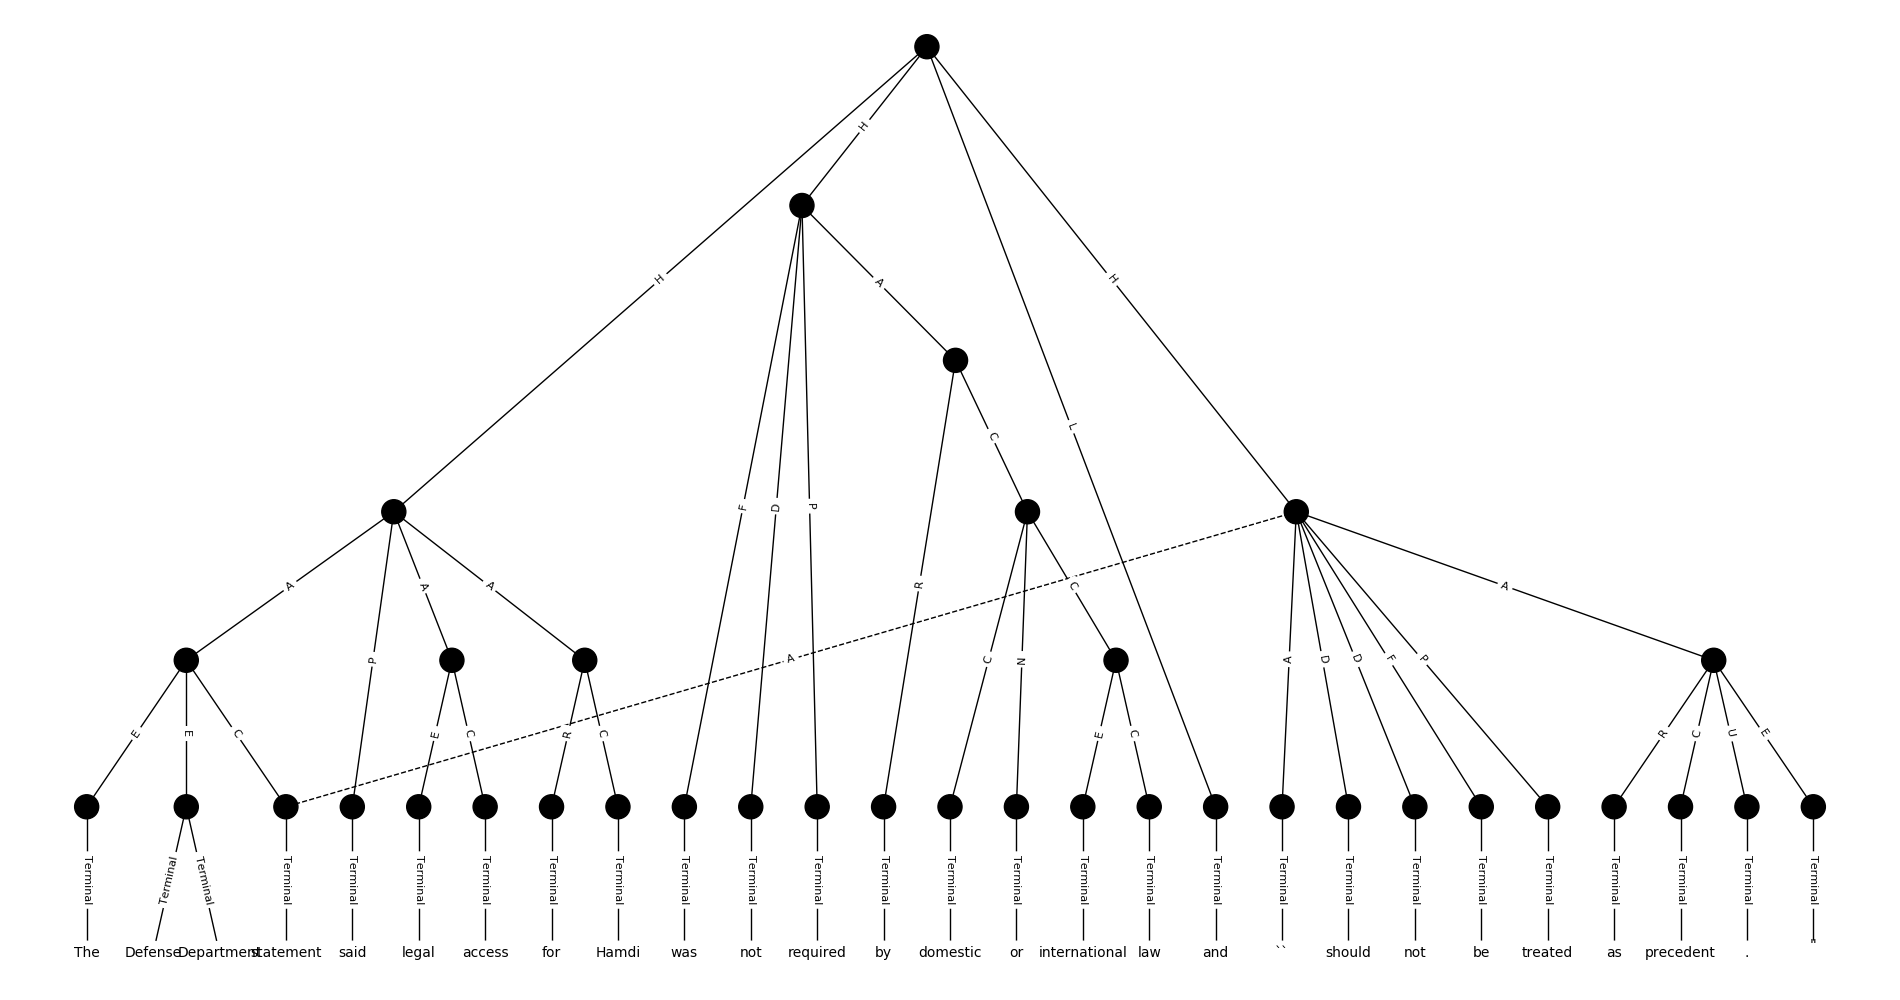 H
H
A
H
C
L
F
D
P
R
A
P
A
A
C
A
A
C
N
E
C
A
D
D
F
P
E
E
C
E
C
R
C
R
C
U
E
Terminal Terminal Terminal Terminal Terminal Terminal Terminal Terminal Terminal Terminal Terminal Terminal Terminal Terminal Terminal Terminal Terminal Terminal Terminal Terminal Terminal Terminal Terminal Terminal Terminal Terminal Terminal
The Defense Department statement said legal access for Hamdi was not required by domestic or international law and `` should not be treated as precedent . "